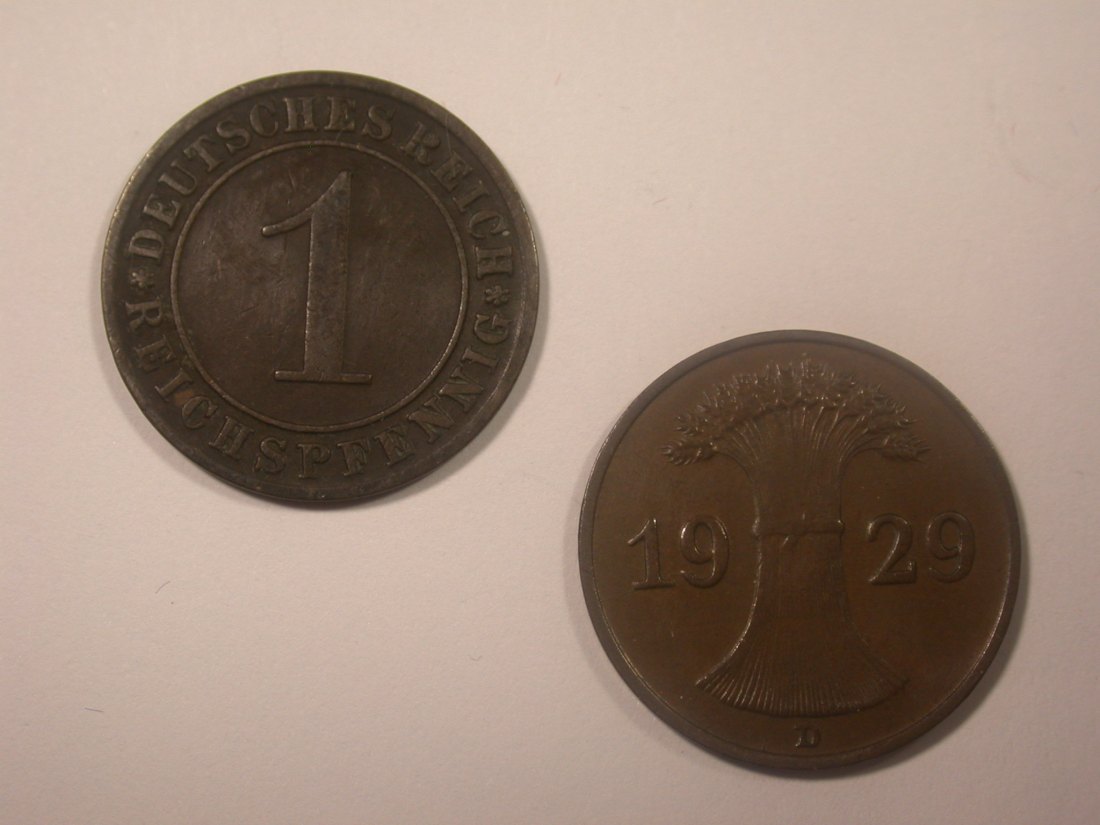 DEUTSCHES REICH
1
* REICHSPFENNIG *
19 29
D